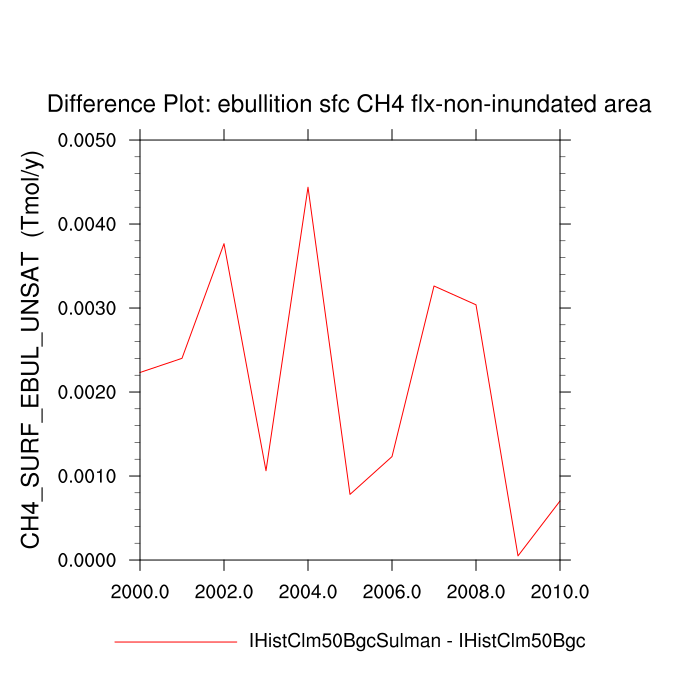 Difference Plot: ebullition sfc CH4 flx-non-inundated area
CH4_SURF_EBUL_UNSAT (Tmol/y)
0.0050
0.0040
0.0030
0.0020
0.0010
0.0000
2000.0 2002.0 2004.0 2006.0 2008.0 2010.0
IHistClm50BgcSulman - IHistClm50Bgc